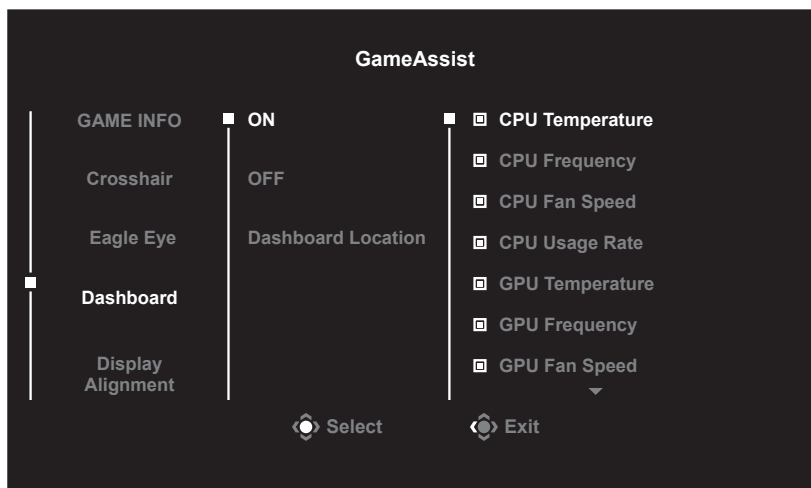 GameAssist
GAME INFO
Crosshair
Eagle Eye
Dashboard
Display
Alignment
ON
OFF
Dashboard Location
CPU Temperature
CPU Frequency
CPU Fan Speed
CPU Usage Rate
GPU Temperature
GPU Frequency
GPU Fan Speed
Select
Exit